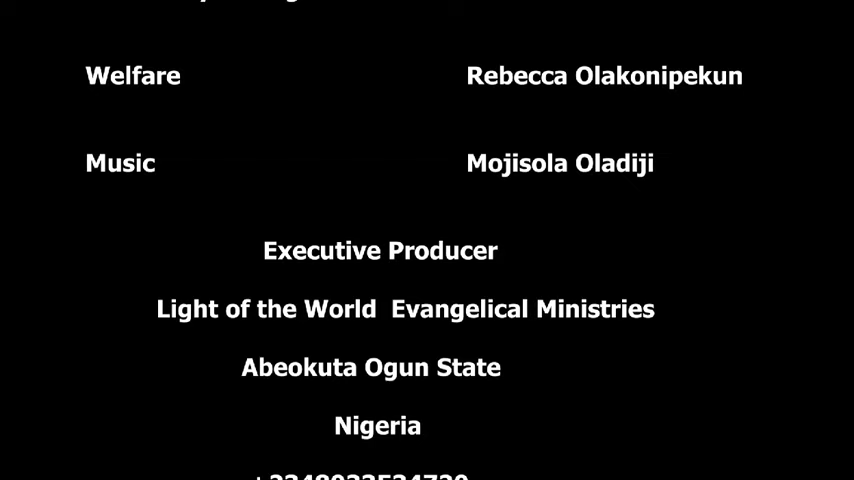 Welfare Rebecca Olakonipekun
Music Mojisola Oladiji
Executive Producer
Light of the World Evangelical Ministries
Abeokuta Ogun State
Nigeria